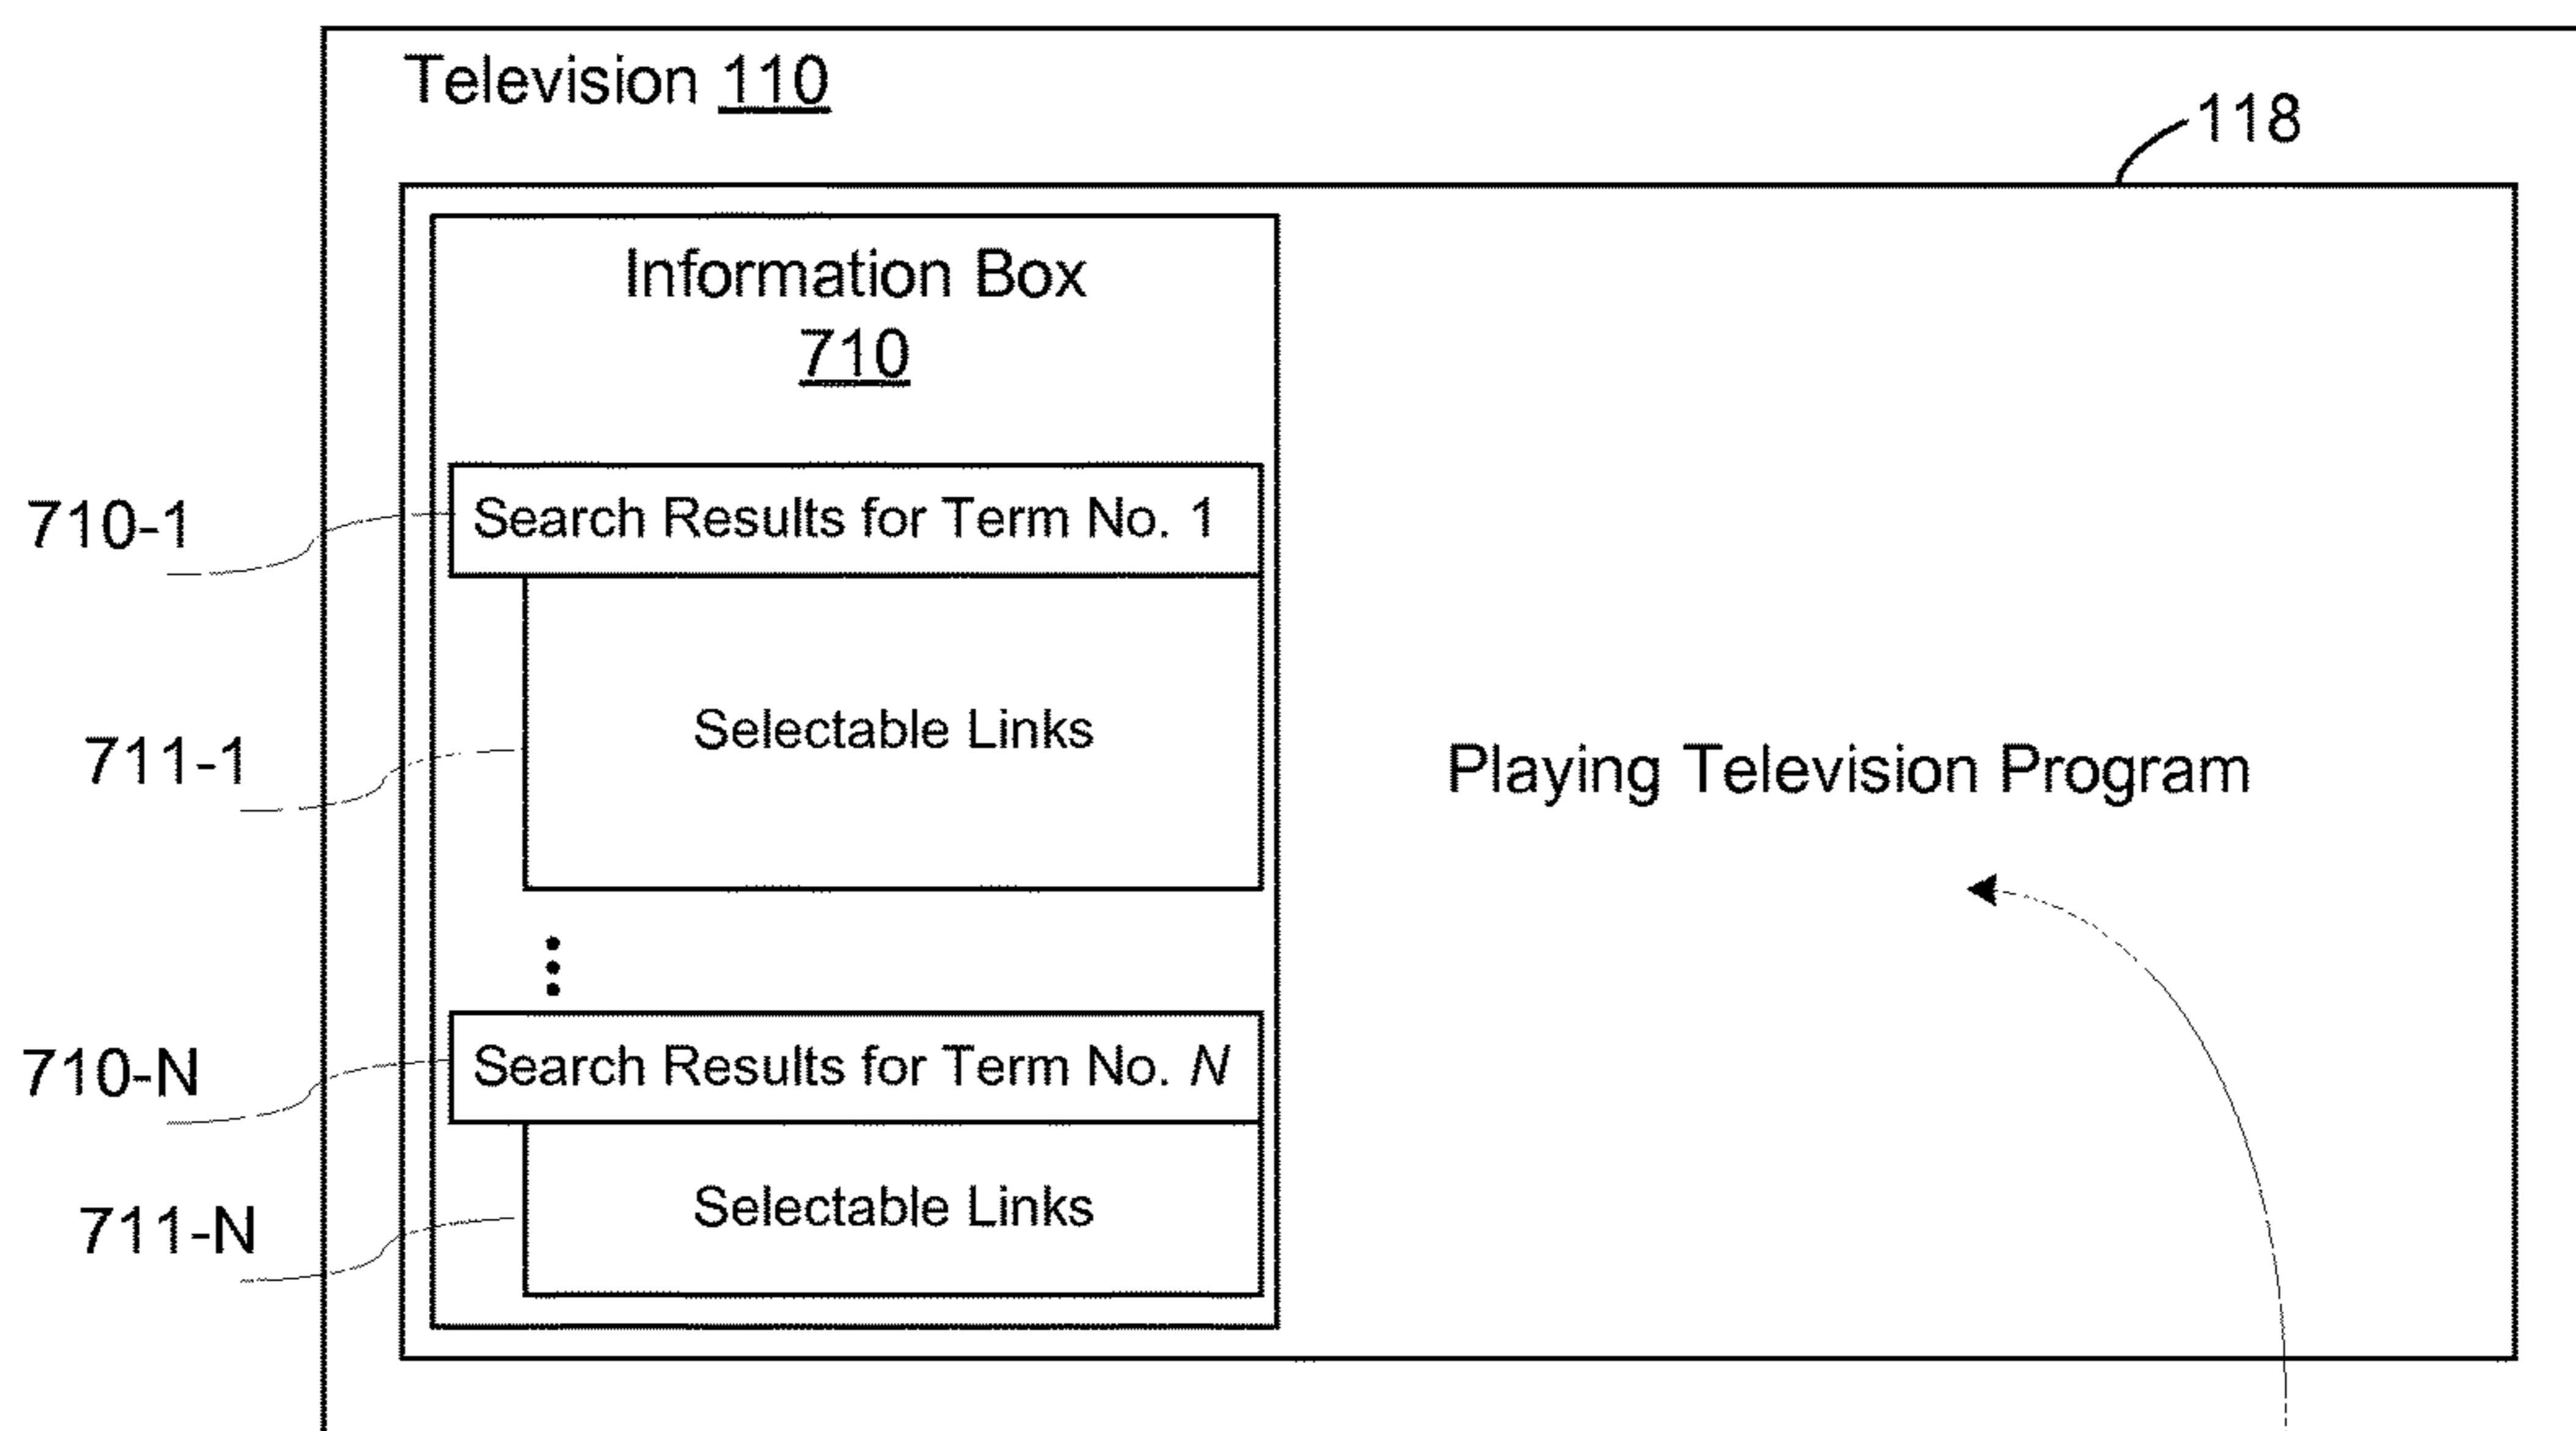 Television 110
118
Information Box
710
710-1
Search Results for Term No. 1
711-1
Selectable Links
Playing Television Program
710-N
Search Results for Term No. N
711-N
Selectable Links